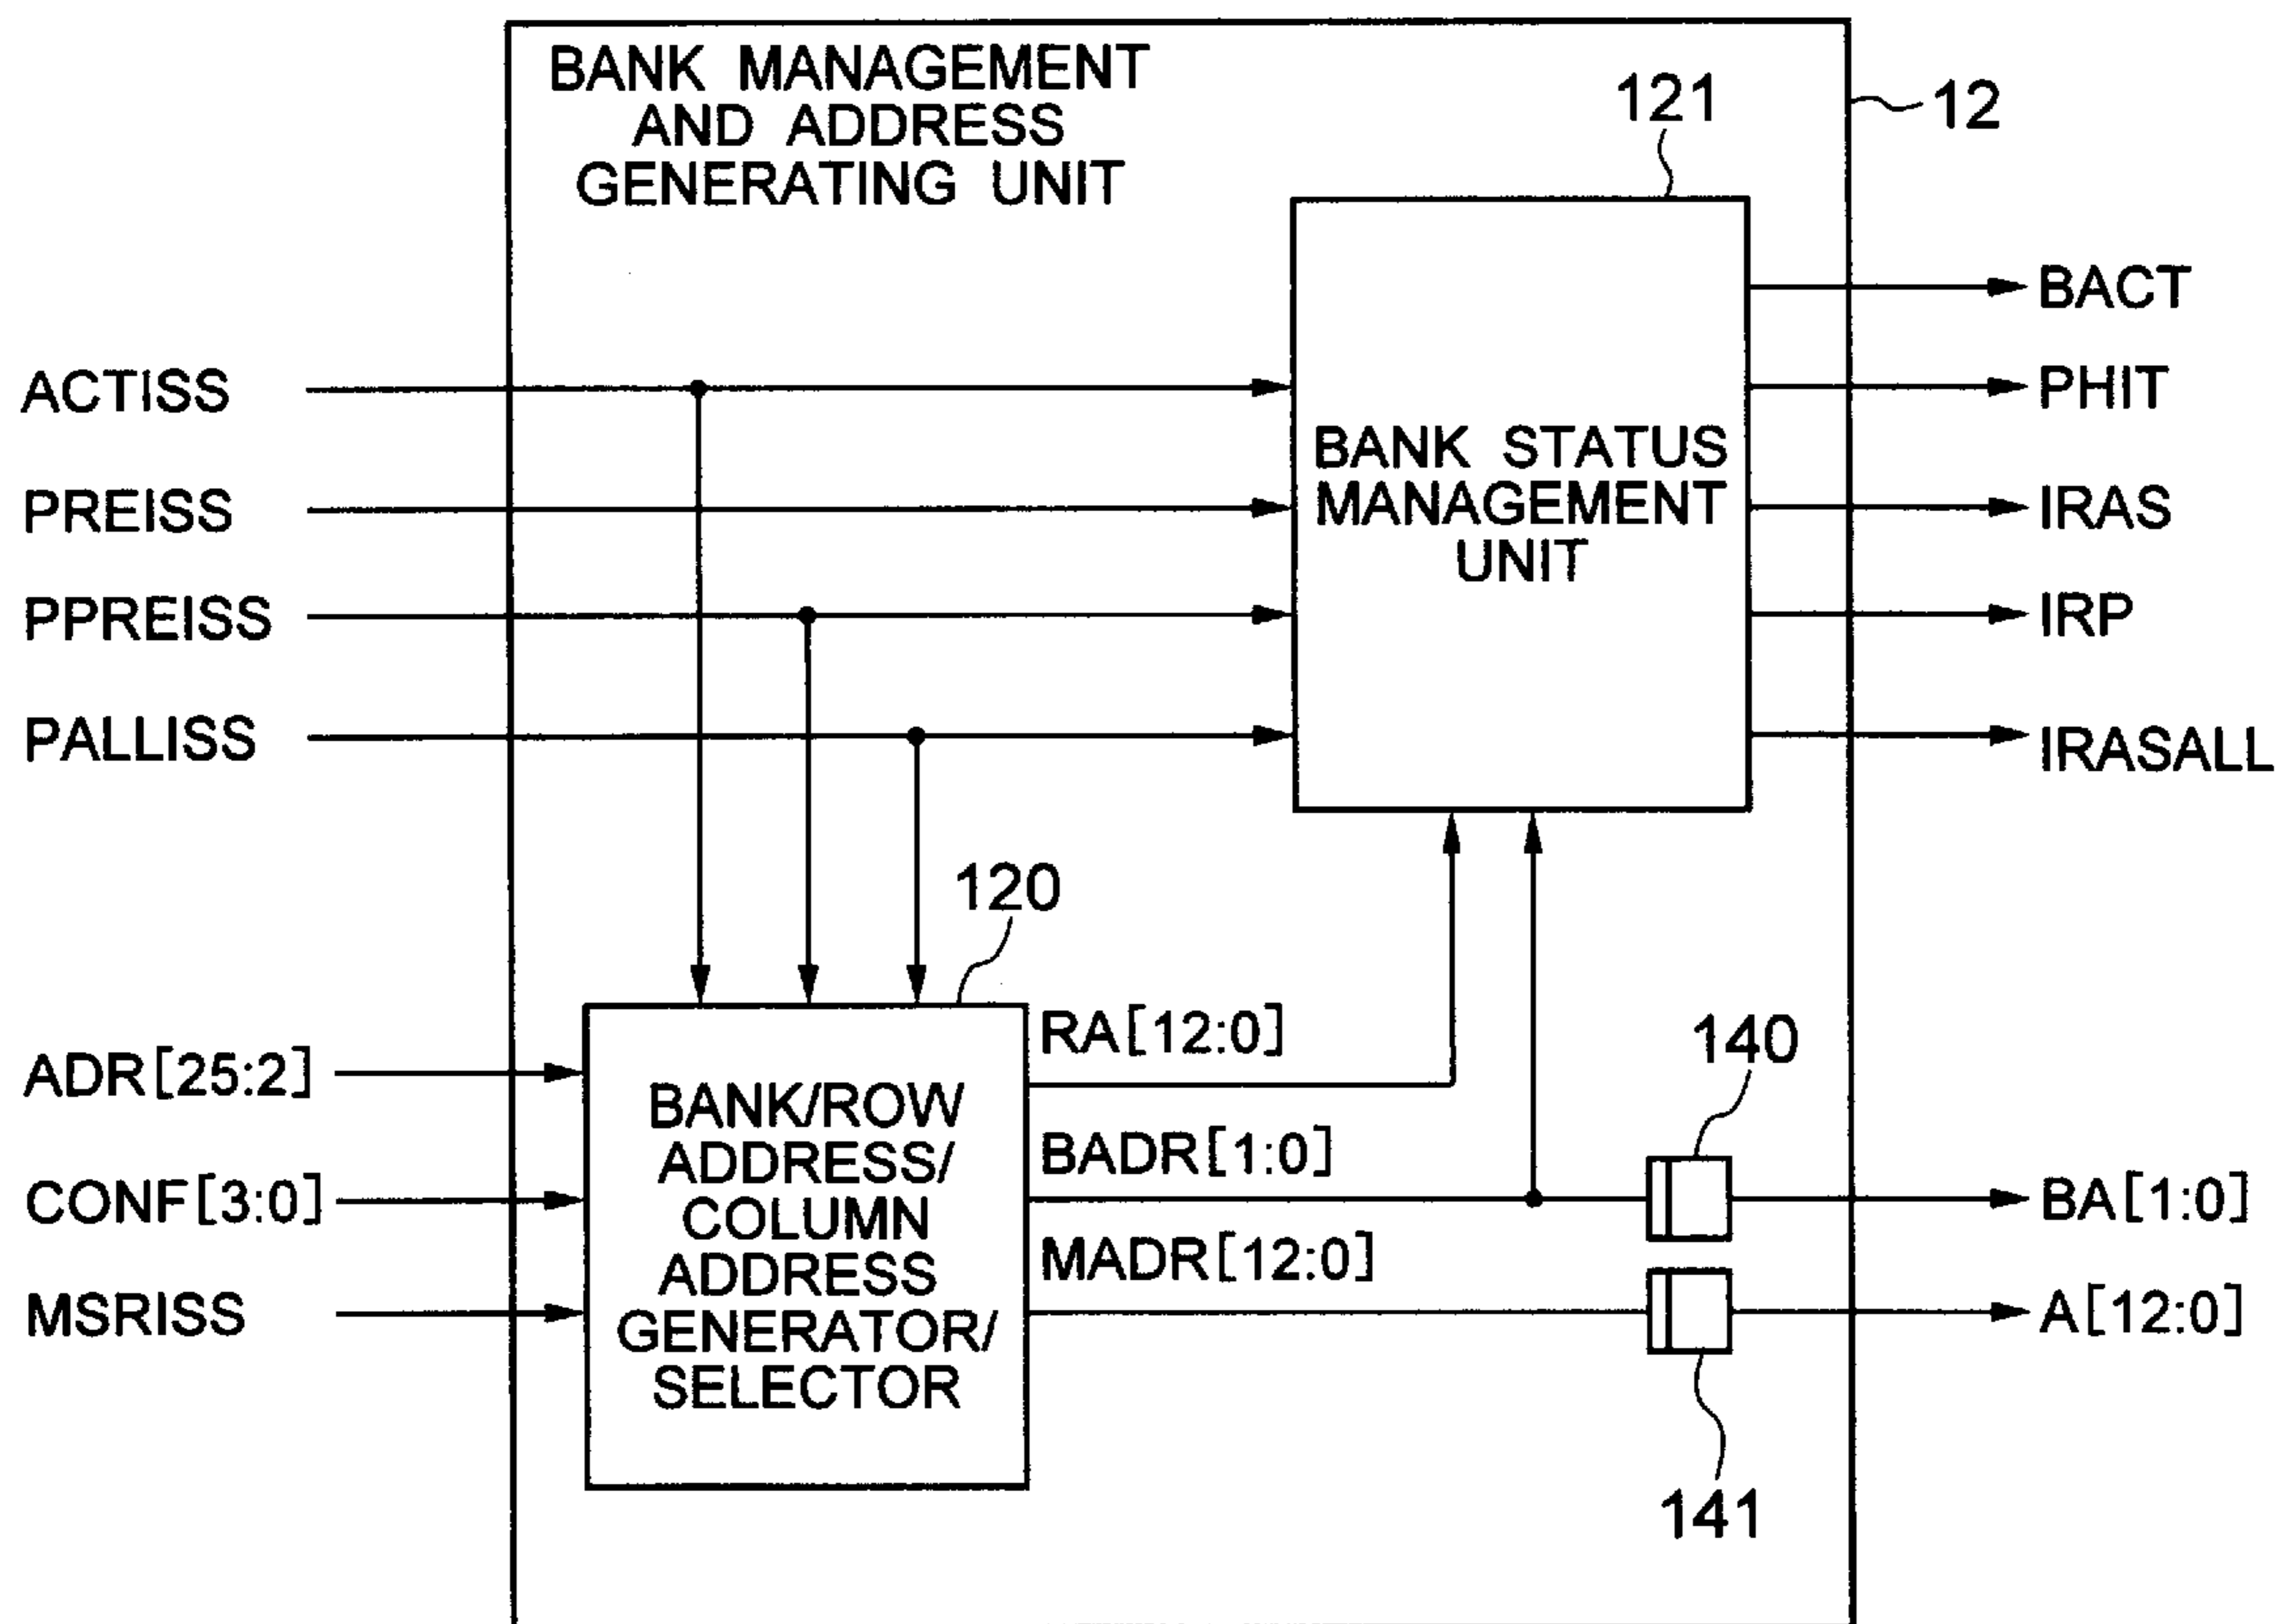 BANK MANAGEMENT
AND ADDRESS
GENERATING UNIT
121
12
BACT
ACTISS
PHIT
BANK STATUS
MANAGEMENT
UNIT
PREISS
IRAS
PPREISS
IRP
PALLISS
IRASALL
120
RA[12:0]
140
ADR[25:2]
BANK/ROW
ADDRESS/
COLUMN
ADDRESS
GENERATOR/
SELECTOR
BADR[1:0]
CONF[3:0]
BA[1:0]
MADR[12:0]
MSRISS
A[12:0]
141